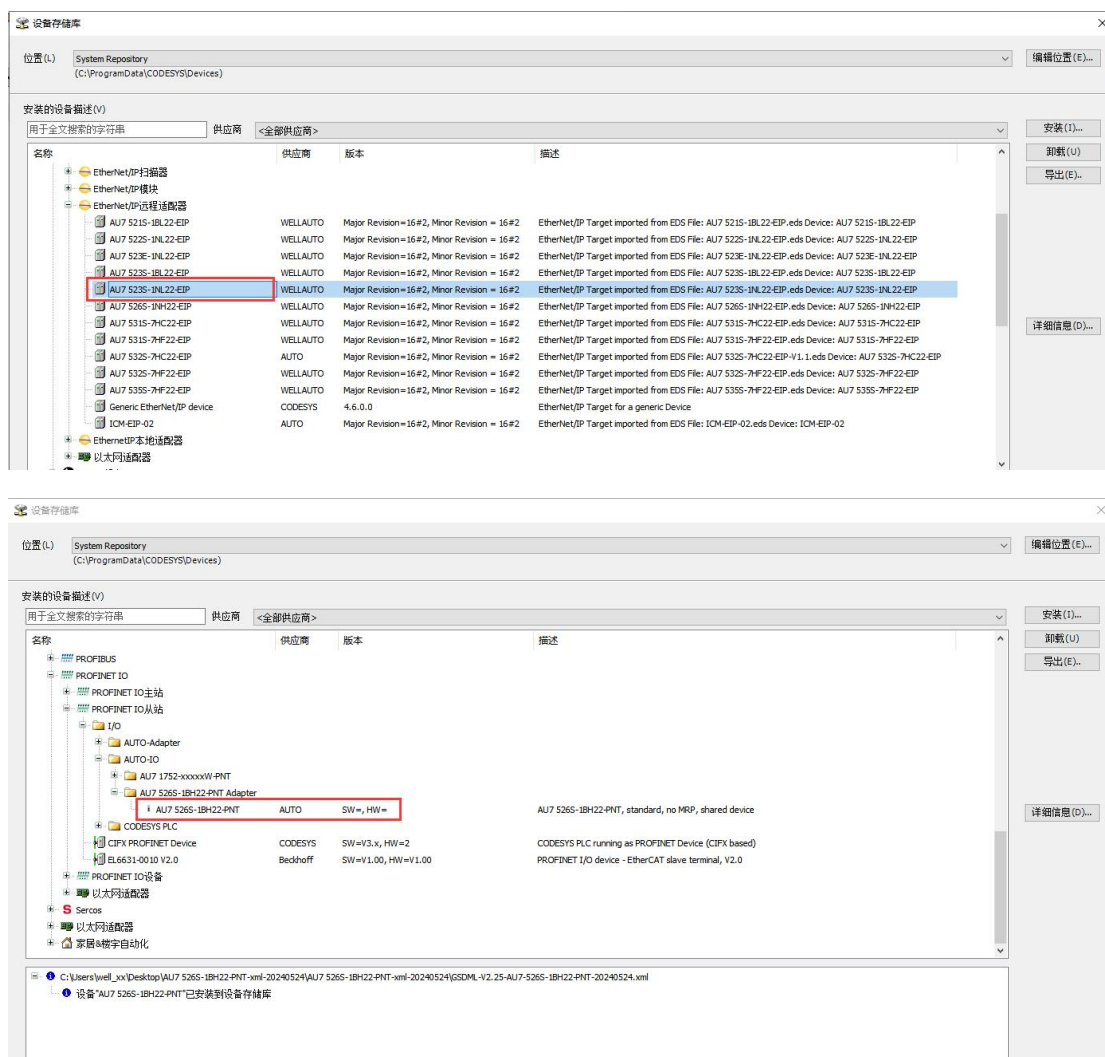 设备存储库
位置(L) System Repository 编辑位置(E)...
(C:\ProgramData\CODESYS\Devices)
安装的设备描述(V)
用于全文搜索的字符串 供应商 <全部供应商> 安装(I)...
名称 供应商 版本 描述 卸载(U)
EtherNet/IP扫描器 导出(E)..
EtherNet/IP模块
EtherNet/IP远程适配器
AU7 521S-1BL22-EIP WELLAUTO Major Revision=16#2, Minor Revision = 16#2 EtherNet/IP Target imported from EDS File: AU7 521S-1BL22-EIP.eds Device: AU7 521S-1BL22-EIP
AU7 522S-1NL22-EIP WELLAUTO Major Revision=16#2, Minor Revision = 16#2 EtherNet/IP Target imported from EDS File: AU7 522S-1NL22-EIP.eds Device: AU7 522S-1NL22-EIP
AU7 523E-1NL22-EIP WELLAUTO Major Revision=16#2, Minor Revision = 16#2 EtherNet/IP Target imported from EDS File: AU7 523E-1NL22-EIP.eds Device: AU7 523E-1NL22-EIP
AU7 523S-1BL22-EIP WELLAUTO Major Revision=16#2, Minor Revision = 16#2 EtherNet/IP Target imported from EDS File: AU7 523S-1BL22-EIP.eds Device: AU7 523S-1BL22-EIP
AU7 523S-1NL22-EIP WELLAUTO Major Revision=16#2, Minor Revision = 16#2 EtherNet/IP Target imported from EDS File: AU7 523S-1NL22-EIP.eds Device: AU7 523S-1NL22-EIP
AU7 526S-1NH22-EIP WELLAUTO Major Revision=16#2, Minor Revision = 16#2 EtherNet/IP Target imported from EDS File: AU7 526S-1NH22-EIP.eds Device: AU7 526S-1NH22-EIP
AU7 531S-7HC22-EIP WELLAUTO Major Revision=16#2, Minor Revision = 16#2 EtherNet/IP Target imported from EDS File: AU7 531S-7HC22-EIP.eds Device: AU7 531S-7HC22-EIP 详细信息(D)...
AU7 531S-7HF22-EIP WELLAUTO Major Revision=16#2, Minor Revision = 16#2 EtherNet/IP Target imported from EDS File: AU7 531S-7HF22-EIP.eds Device: AU7 531S-7HF22-EIP
AU7 532S-7HC22-EIP AUTO Major Revision=16#2, Minor Revision = 16#2 EtherNet/IP Target imported from EDS File: AU7 532S-7HC22-EIP-V1.1.eds Device: AU7 532S-7HC22-EIP
AU7 532S-7HF22-EIP WELLAUTO Major Revision=16#2, Minor Revision = 16#2 EtherNet/IP Target imported from EDS File: AU7 532S-7HF22-EIP.eds Device: AU7 532S-7HF22-EIP
AU7 535S-7HF22-EIP WELLAUTO Major Revision=16#2, Minor Revision = 16#2 EtherNet/IP Target imported from EDS File: AU7 535S-7HF22-EIP.eds Device: AU7 535S-7HF22-EIP
Generic EtherNet/IP device CODESYS 4.6.0.0 EtherNet/IP Target for a generic Device
ICM-EIP-02 AUTO Major Revision=16#2, Minor Revision = 16#2 EtherNet/IP Target imported from EDS File: ICM-EIP-02.eds Device: ICM-EIP-02
EthernetIP本地适配器
以太网适配器
设备存储库
位置(L) System Repository 编辑位置(E)...
(C:\ProgramData\CODESYS\Devices)
安装的设备描述(V)
用于全文搜索的字符串 供应商 <全部供应商> 安装(I)...
名称 供应商 版本 描述 卸载(U)
PROFIBUS 导出(E)..
PROFINET IO
PROFINET IO主站
PROFINET IO从站
I/O
AUTO-Adapter
AUTO-IO
AU7 1752-xxxxxW-PNT
AU7 526S-1BH22-PNT Adapter
AU7 526S-1BH22-PNT AUTO SW=, HW= AU7 526S-1BH22-PNT, standard, no MRP, shared device 详细信息(D)...
CODESYS PLC
CIFX PROFINET Device CODESYS SW=V3.x, HW=2 CODESYS PLC running as PROFINET Device (CIFX based)
EL6631-0010 V2.0 Beckhoff SW=V1.00, HW=V1.00 PROFINET I/O device - EtherCAT slave terminal, V2.0
PROFINET IO设备
以太网适配器
Sercos
以太网适配器
家居&楼宇自动化
C:\Users\well_xx\Desktop\AU7 526S-1BH22-PNT-xml-20240524\AU7 526S-1BH22-PNT-xml-20240524\GSDML-V2.25-AU7-526S-1BH22-PNT-20240524.xml
设备"AU7 526S-1BH22-PNT"已安装到设备存储库